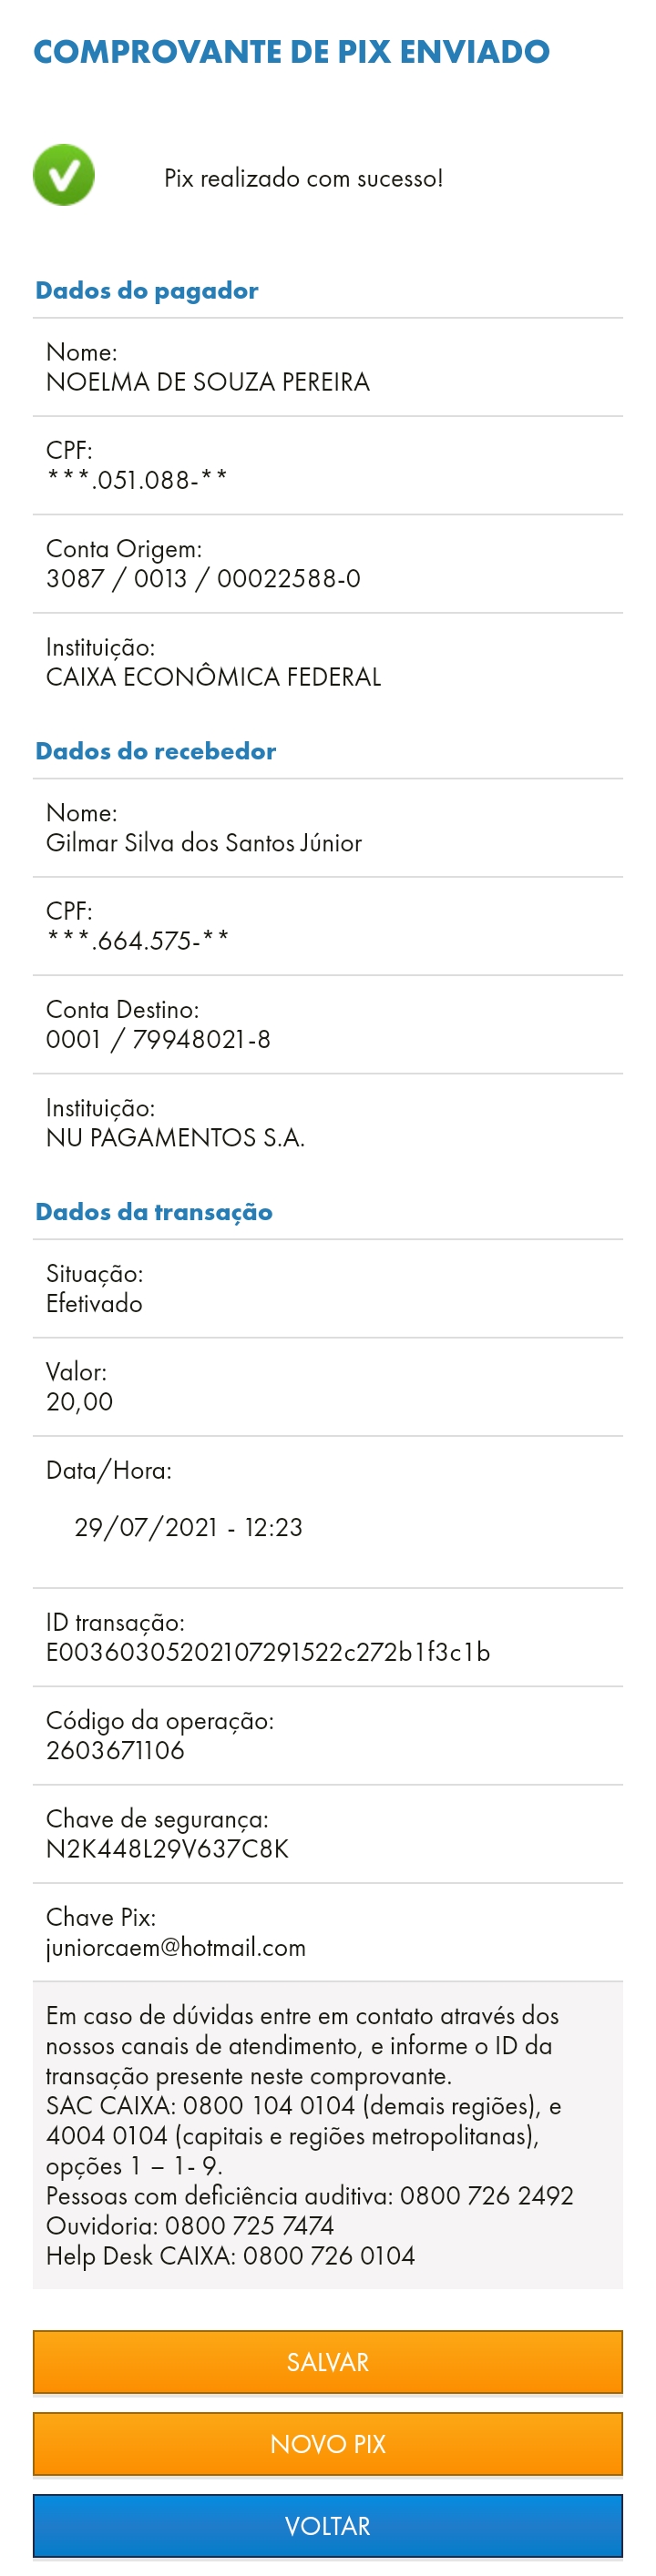 COMPROVANTE DE PIX ENVIADO
Pix realizado com sucesso!
Dados do pagador
Nome:
NOELMA DE SOUZA PEREIRA
CPF:
***.051.088-**
Conta Origem:
3087 / 0013 / 00022588-0
Instituição:
CAIXA ECONÔMICA FEDERAL
Dados do recebedor
Nome:
Gilmar Silva dos Santos Júnior
CPF:
***.664.575-**
Conta Destino:
0001 / 79948021-8
Instituição:
NU PAGAMENTOS S.A.
Dados da transação
Situação:
Efetivado
Valor:
20,00
Data/Hora:
29/07/2021 - 12:23
ID transação:
E00360305202107291522c272b1f3c1b
Código da operação:
2603671106
Chave de segurança:
N2K448L29V637C8K
Chave Pix:
juniorcaem@hotmail.com
Em caso de dúvidas entre em contato através dos
nossos canais de atendimento, e informe o ID da
transação presente neste comprovante.
SAC CAIXA: 0800 104 0104 (demais regiões), e
4004 0104 (capitais e regiões metropolitanas),
opções 1 – 1- 9.
Pessoas com deficiência auditiva: 0800 726 2492
Ouvidoria: 0800 725 7474
Help Desk CAIXA: 0800 726 0104
SALVAR
NOVO PIX
VOLTAR